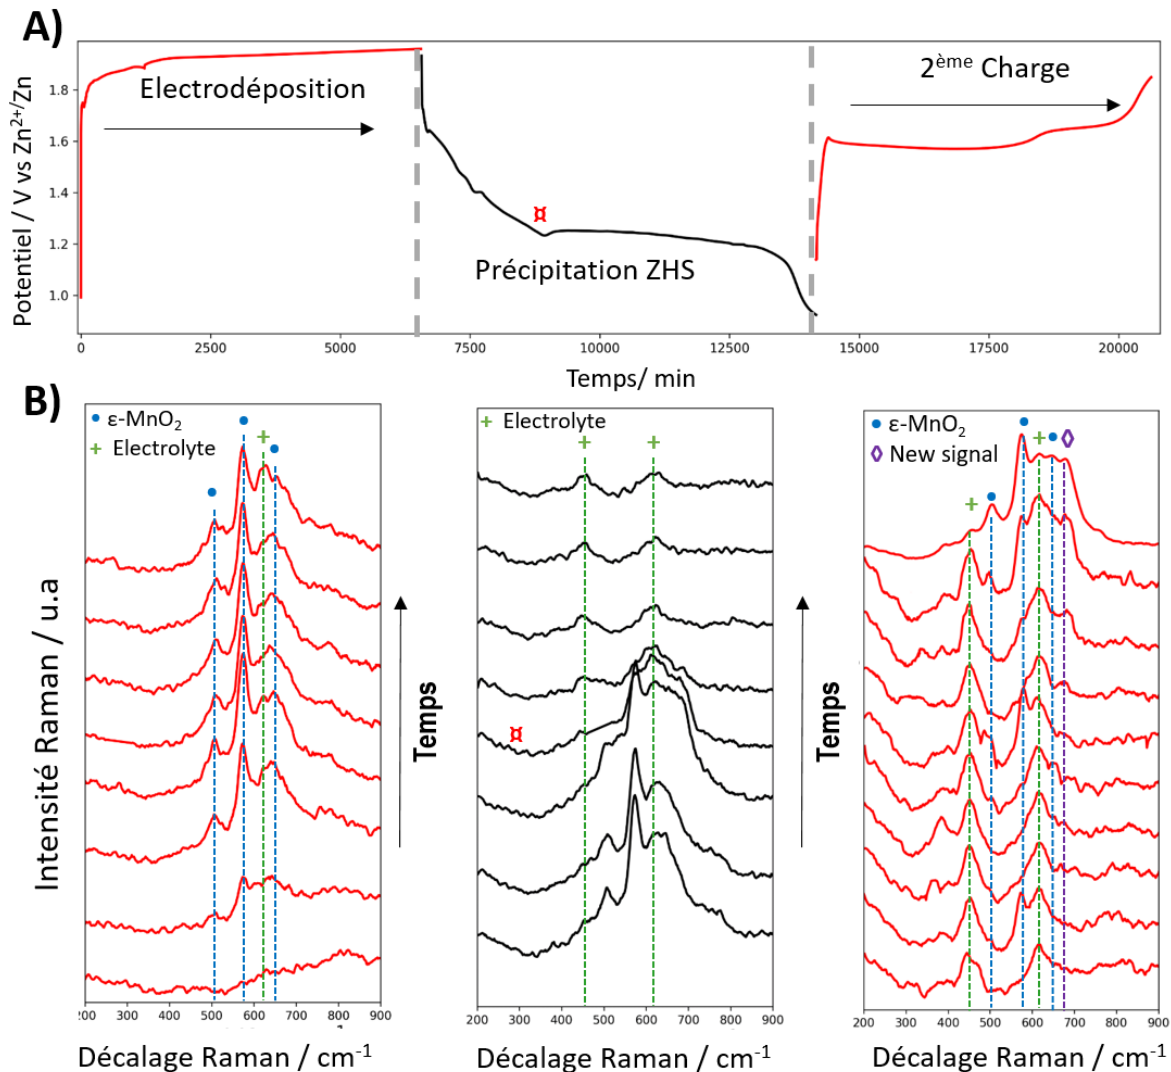 A)
Potentiel / V vs Zn²⁺/Zn
1.8
1.6
1.4
1.2
1.0
Electrodéposition
¤
Précipitation ZHS
2ème Charge
0
2500
5000
7500
10000
12500
15000
17500
20000
Temps/ min
B)
Intensité Raman / u.a
• ε-MnO₂
+ Electrolyte
Temps
200
300
400
500
600
700
800
900
Décalage Raman / cm⁻¹
+ Electrolyte
¤
Temps
200
300
400
500
600
700
800
900
Décalage Raman / cm⁻¹
• ε-MnO₂
◊ New signal
200
300
400
500
600
700
800
900
Décalage Raman / cm⁻¹